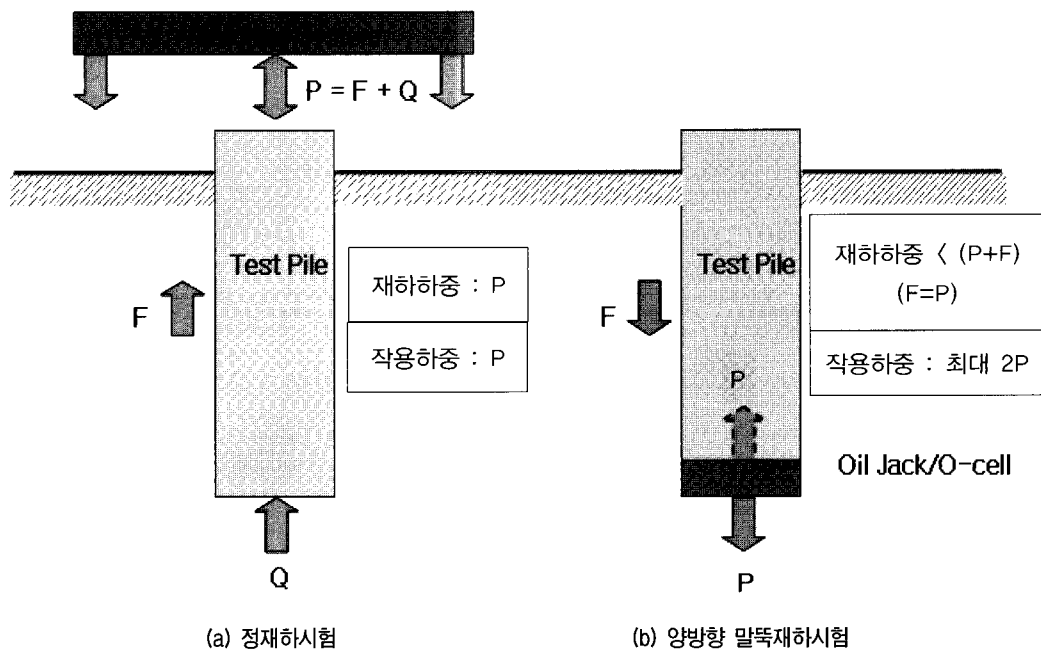 P = F + Q
Test Pile
F
재하하중 : P
작용하중 : P
Q
(a) 정재하시험
Test Pile
F
P
재하하중 < (P+F)
(F=P)
작용하중 : 최대 2P
Oil Jack/O-cell
P
(b) 양방향 말뚝재하시험